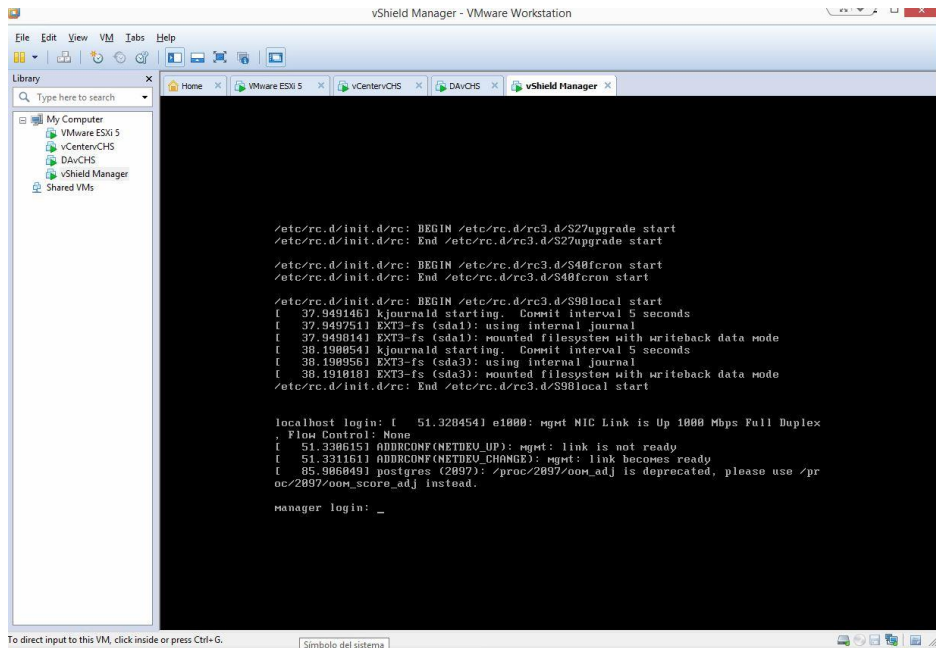 vShield Manager - VMware Workstation
File Edit View VM Tabs Help
Library
Type here to search
My Computer
VMware ESXi 5
vCentervCHS
DAvCHS
vShield Manager
Shared VMs
Home
VMware ESXi 5
vCentervCHS
DAvCHS
vShield Manager
/etc/rc.d/init.d/rc: BEGIN /etc/rc.d/rc3.d/S27upgrade start
/etc/rc.d/init.d/rc: End /etc/rc.d/rc3.d/S27upgrade start
/etc/rc.d/init.d/rc: BEGIN /etc/rc.d/rc3.d/S40fcron start
/etc/rc.d/init.d/rc: End /etc/rc.d/rc3.d/S40fcron start
/etc/rc.d/init.d/rc: BEGIN /etc/rc.d/rc3.d/S98local start
[   37.949146] kjournald starting.  Commit interval 5 seconds
[   37.949751] EXT3-fs (sda1): using internal journal
[   37.949814] EXT3-fs (sda1): mounted filesystem with writeback data mode
[   38.190054] kjournald starting.  Commit interval 5 seconds
[   38.190956] EXT3-fs (sda3): using internal journal
[   38.191018] EXT3-fs (sda3): mounted filesystem with writeback data mode
/etc/rc.d/init.d/rc: End /etc/rc.d/rc3.d/S98local start
localhost login: [   51.328454] e1000: mgmt NIC Link is Up 1000 Mbps Full Duplex
, Flow Control: None
[   51.330615] ADDRCONF(NETDEV_UP): mgmt: link is not ready
[   51.331161] ADDRCONF(NETDEV_CHANGE): mgmt: link becomes ready
[   85.906049] postgres (2097): /proc/2097/oom_adj is deprecated, please use /pr
oc/2097/oom_score_adj instead.
manager login: _
To direct input to this VM, click inside or press Ctrl+G.
Símbolo del sistema